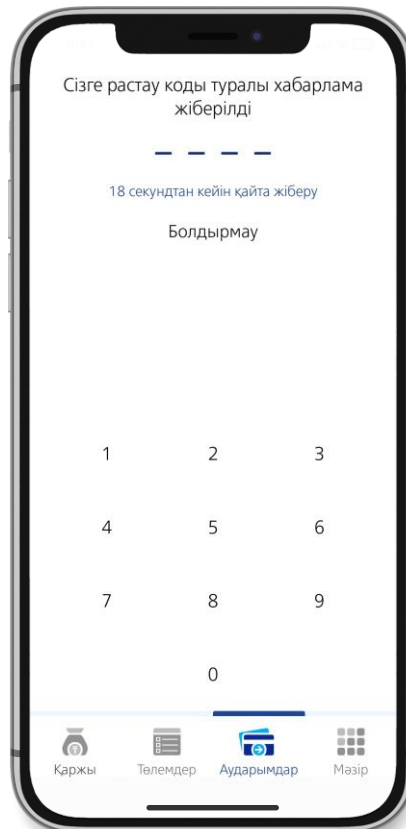 Сізге растау коды туралы хабарлама
жіберілді
18 секундтан кейін қайта жіберу
Болдырмау
1 2 3
4 5 6
7 8 9
0
Қаржы Төлемдер Аударымдар Мәзір